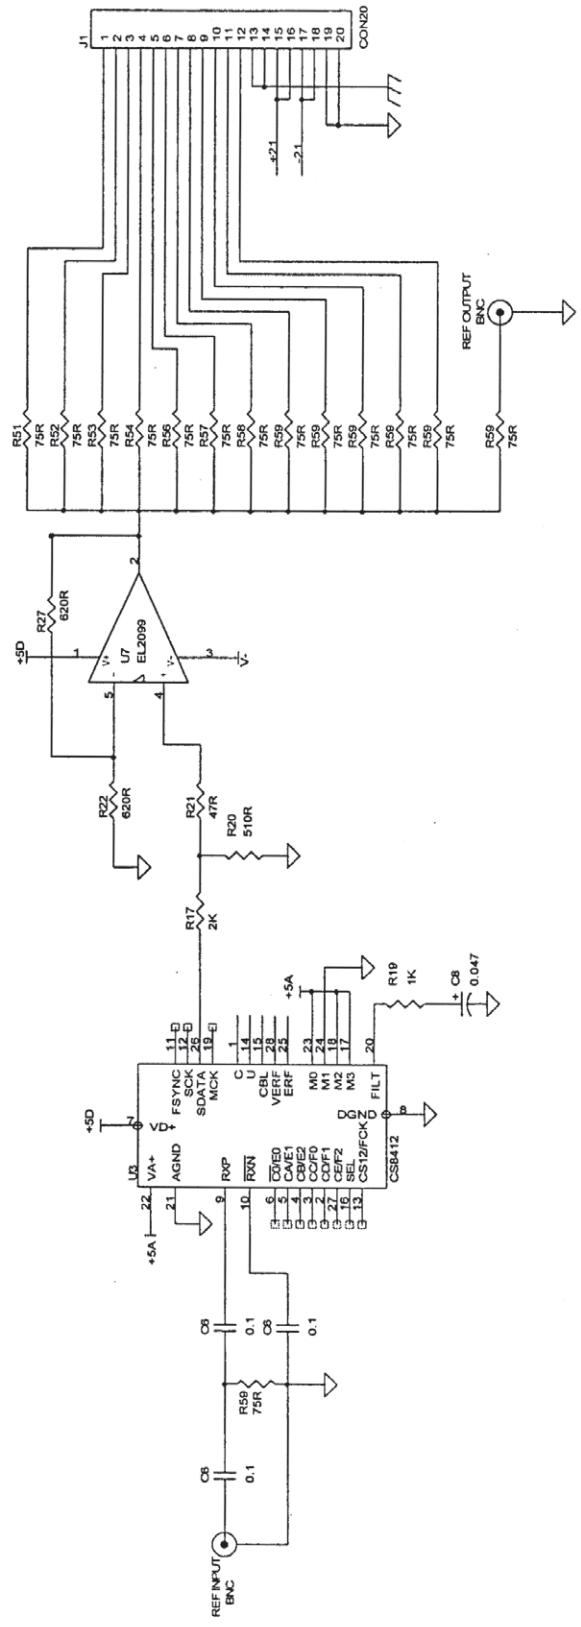 REF INPUT
BNC
C6
0.1
R59
75R
C6
0.1
C6
0.1
+5A
22
21
9
10
6
5
4
3
2
27
16
13
U3
VA+
AGND
RXP
RXN
C0/E0
CA/E1
CB/E2
CC/F0
CD/F1
CE/F2
SEL
CS12/FCK
CS8412
+5D
7
VD+
DGND
8
FSYNC
SCK
SDATA
MCK
C
U
CBL
VERF
ERF
M0
M1
M2
M3
FILT
11
12
26
19
1
14
15
28
25
23
24
18
17
20
+5A
R19
1K
+
C8
0.047
R17
2K
R20
510R
R21
47R
R22
620R
R27
620R
+5D
1
V+
U7
EL2099
V-
3
V-
5
-
4
+
2
R51
75R
R52
75R
R53
75R
R54
75R
R56
75R
R57
75R
R58
75R
R59
75R
R59
75R
R59
75R
R59
75R
R59
75R
R59
75R
REF OUTPUT
BNC
+21
-21
J1
1
2
3
4
5
6
7
8
9
10
11
12
13
14
15
16
17
18
19
20
CON20